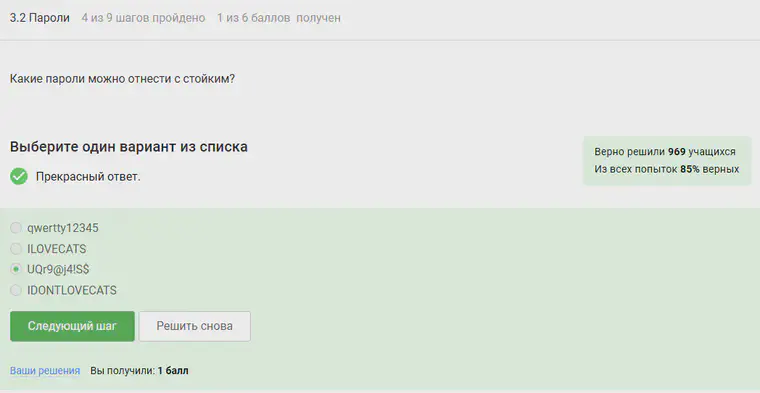 3.2 Пароли 4 из 9 шагов пройдено 1 из 6 баллов получен
Какие пароли можно отнести с стойким?
Выберите один вариант из списка
Прекрасный ответ.
Верно решили 969 учащихся
Из всех попыток 85% верных
qwertty12345
ILOVECATS
UQr9@j4!S$
IDONTLOVECATS
Следующий шаг Решить снова
Ваши решения Вы получили: 1 балл